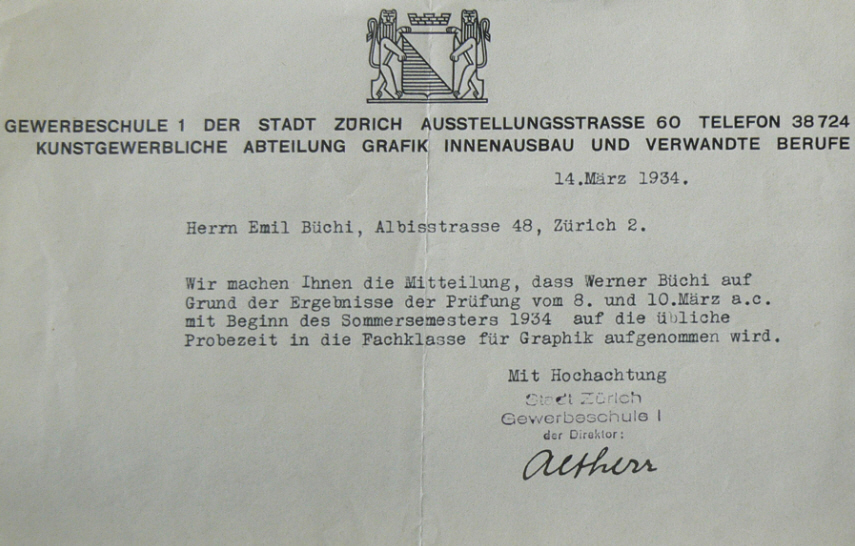 GEWERBESCHULE 1 DER STADT ZÜRICH AUSSTELLUNGSSTRASSE 60 TELEFON 38 724
KUNSTGEWERBLICHE ABTEILUNG GRAFIK INNENAUSBAU UND VERWANDTE BERUFE
14.März 1934.
Herrn Emil Büchi, Albisstrasse 48, Zürich 2.
Wir machen Ihnen die Mitteilung, dass Werner Büchi auf
Grund der Ergebnisse der Prüfung vom 8. und 10.März a.c.
mit Beginn des Sommersemesters 1934 auf die übliche
Probezeit in die Fachklasse für Graphik aufgenommen wird.
Mit Hochachtung
Stadt Zürich
Gewerbeschule I
der Direktor:
Altherr